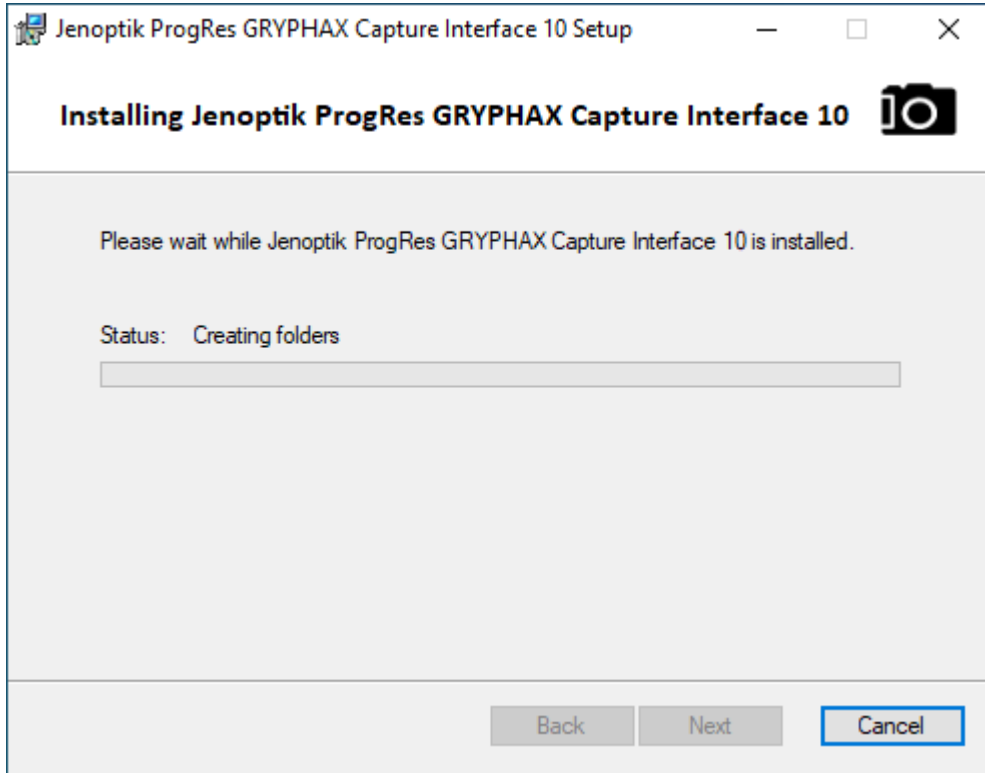 Jenoptik ProgRes GRYPHAX Capture Interface 10 Setup
Installing Jenoptik ProgRes GRYPHAX Capture Interface 10
Please wait while Jenoptik ProgRes GRYPHAX Capture Interface 10 is installed.
Status: Creating folders
Back Next Cancel